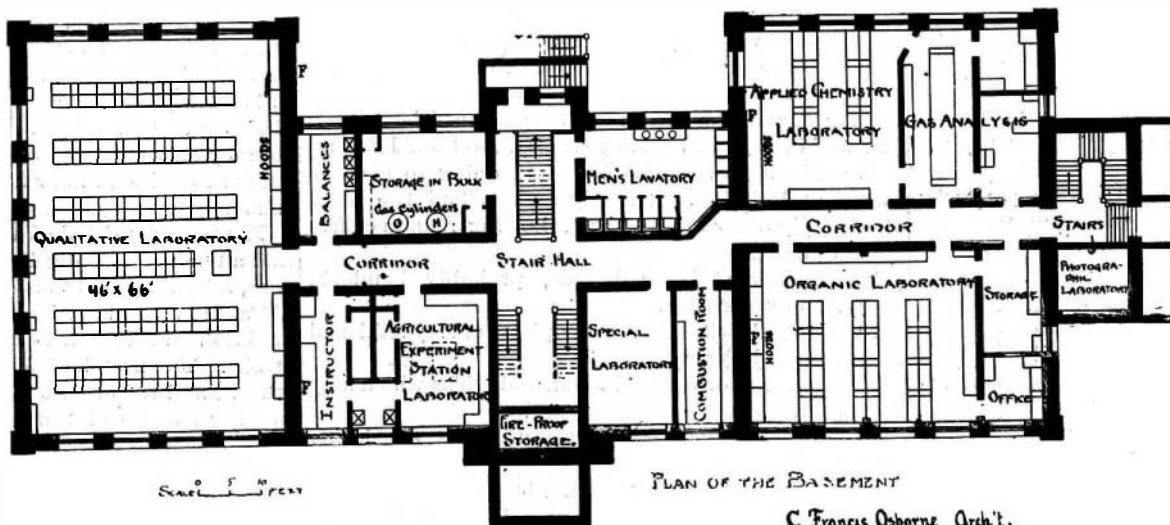 QUALITATIVE LABORATORY
46' x 66'
HOODS
F
BALANCES
STORAGE IN BULK
GAS CYLINDERS
O H
CORRIDOR
STAIR HALL
MEN'S LAVATORY
F
APPLIED CHEMISTRY
LABORATORY
HOODS
GAS ANALYSIS
CORRIDOR
STAIRS
PHOTOGRA-
PHIC LABORATORY
INSTRUCTOR
F
AGRICULTURAL
EXPERIMENT
STATION
LABORATORY
FIRE-PROOF
STORAGE.
SPECIAL
LABORATORY
COMBUSTION ROOM
ORGANIC LABORATORY
F
HOODS
STORAGE
OFFICE
SCALE 0 5 10 FEET
PLAN OF THE BASEMENT
C. Francis Osborne Arch't.